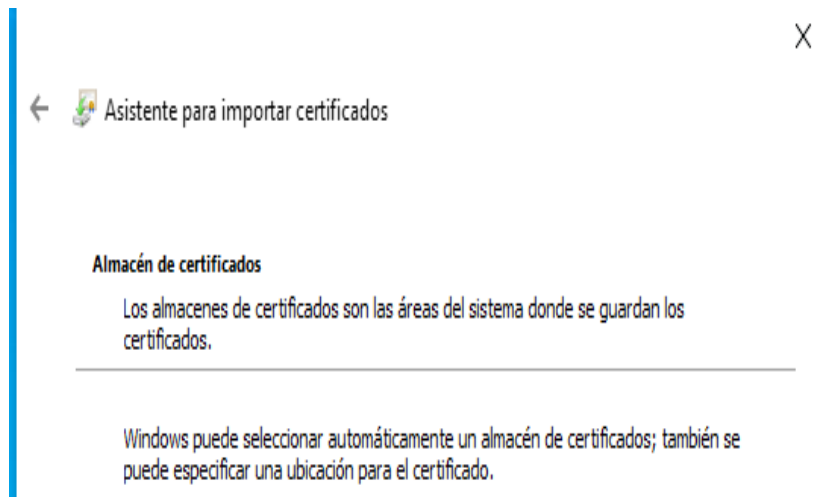 Asistente para importar certificados
Almacén de certificados
Los almacenes de certificados son las áreas del sistema donde se guardan los
certificados.
Windows puede seleccionar automáticamente un almacén de certificados; también se
puede especificar una ubicación para el certificado.